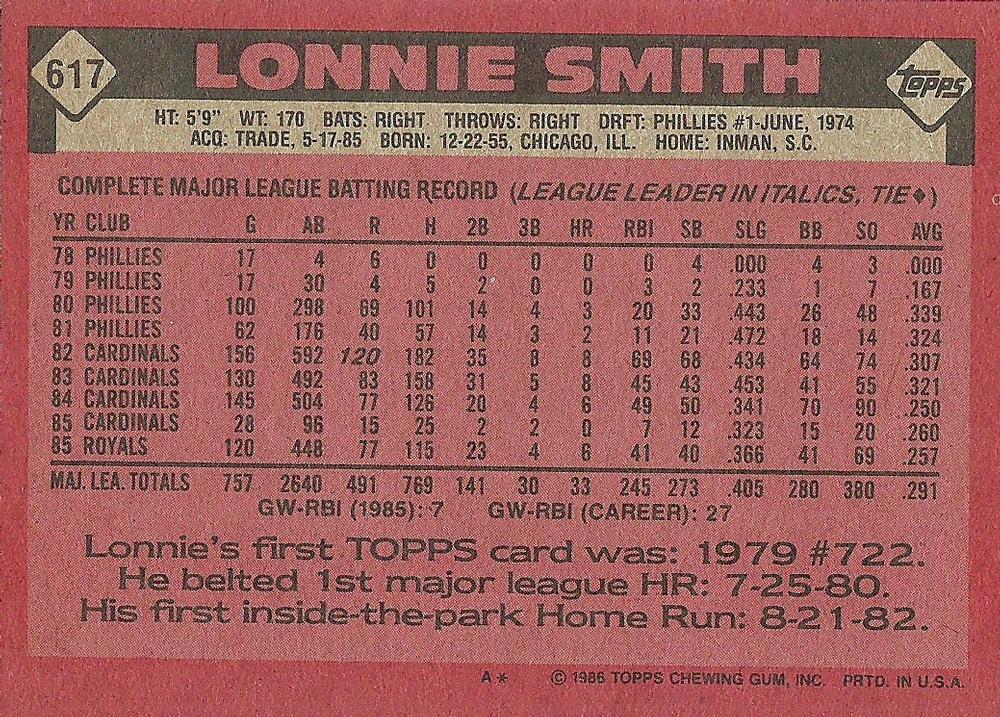 617 LONNIE SMITH TOPPS
HT: 5'9" WT: 170 BATS: RIGHT THROWS: RIGHT DRFT: PHILLIES #1-JUNE, 1974
ACQ: TRADE, 5-17-85 BORN: 12-22-55, CHICAGO, ILL. HOME: INMAN, S.C.
COMPLETE MAJOR LEAGUE BATTING RECORD (LEAGUE LEADER IN ITALICS, TIE♦)
YR CLUB G AB R H 2B 3B HR RBI SB SLG BB SO AVG
78 PHILLIES 17 4 6 0 0 0 0 0 4 .000 4 3 .000
79 PHILLIES 17 30 4 5 2 0 0 3 2 .233 1 7 .167
80 PHILLIES 100 298 69 101 14 4 3 20 33 .443 26 48 .339
81 PHILLIES 62 176 40 57 14 3 2 11 21 .472 18 14 .324
82 CARDINALS 156 592 120 182 35 8 8 69 68 .434 64 74 .307
83 CARDINALS 130 492 83 158 31 5 8 45 43 .453 41 55 .321
84 CARDINALS 145 504 77 126 20 4 6 49 50 .341 70 90 .250
85 CARDINALS 28 96 15 25 2 2 0 7 12 .323 15 20 .260
85 ROYALS 120 448 77 115 23 4 6 41 40 .366 41 69 .257
MAJ. LEA. TOTALS 757 2640 491 769 141 30 33 245 273 .405 280 380 .291
GW-RBI (1985): 7 GW-RBI (CAREER): 27
Lonnie's first TOPPS card was: 1979 #722.
He belted 1st major league HR: 7-25-80.
His first inside-the-park Home Run: 8-21-82.
A* © 1986 TOPPS CHEWING GUM, INC. PRTD. IN U.S.A.